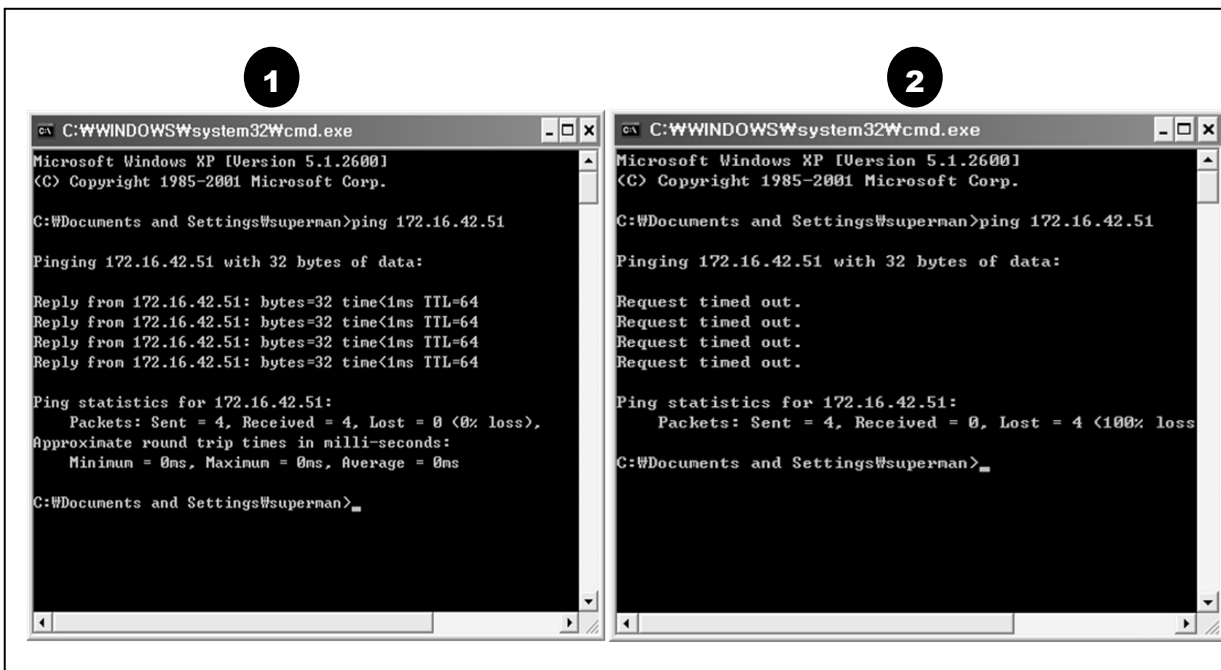 1
C:₩WINDOWS₩system32₩cmd.exe
Microsoft Windows XP [Version 5.1.2600]
(C) Copyright 1985-2001 Microsoft Corp.
C:₩Documents and Settings₩superman>ping 172.16.42.51
Pinging 172.16.42.51 with 32 bytes of data:
Reply from 172.16.42.51: bytes=32 time<1ms TTL=64
Reply from 172.16.42.51: bytes=32 time<1ms TTL=64
Reply from 172.16.42.51: bytes=32 time<1ms TTL=64
Reply from 172.16.42.51: bytes=32 time<1ms TTL=64
Ping statistics for 172.16.42.51:
Packets: Sent = 4, Received = 4, Lost = 0 (0% loss),
Approximate round trip times in milli-seconds:
Minimum = 0ms, Maximum = 0ms, Average = 0ms
C:₩Documents and Settings₩superman>_
2
C:₩WINDOWS₩system32₩cmd.exe
Microsoft Windows XP [Version 5.1.2600]
(C) Copyright 1985-2001 Microsoft Corp.
C:₩Documents and Settings₩superman>ping 172.16.42.51
Pinging 172.16.42.51 with 32 bytes of data:
Request timed out.
Request timed out.
Request timed out.
Request timed out.
Ping statistics for 172.16.42.51:
Packets: Sent = 4, Received = 0, Lost = 4 (100% loss
C:₩Documents and Settings₩superman>_